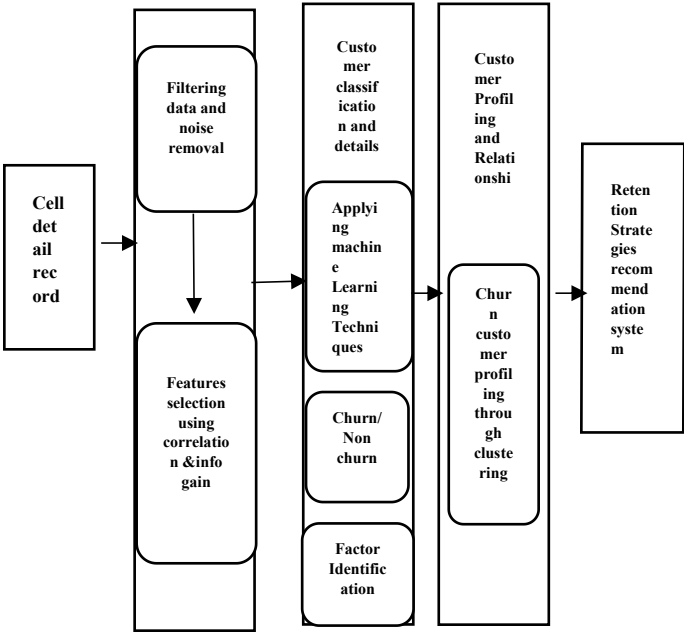 Cell
det
ail
rec
ord
Filtering
data and
noise
removal
Features
selection
using
correlatio
n &info
gain
Custo
mer
classif
icatio
n and
details
Applyi
ng
machin
e
Learni
ng
Techni
ques
Churn/
Non
churn
Factor
Identific
ation
Custo
mer
Profil
ing
and
Relati
onshi
Chur
n
custo
mer
profil
ing
throu
gh
cluste
ring
Reten
tion
Strate
gies
recom
mend
ation
syste
m